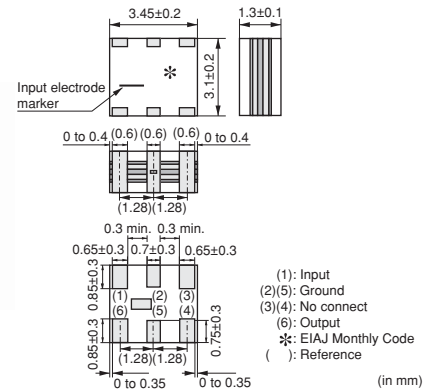 3.45±0.2
1.3±0.1
3.1±0.2
Input electrode
marker
0 to 0.4 (0.6) (0.6) (0.6) 0 to 0.4
(1.28)(1.28)
0.3 min. 0.3 min.
0.65±0.3 0.7±0.3 0.65±0.3
0.85±0.3
(1) (2) (3)
(6) (5) (4)
0.85±0.3
0.75±0.3
(1.28)(1.28)
0 to 0.35 0 to 0.35
(1): Input
(2)(5): Ground
(3)(4): No connect
(6): Output
✻: EIAJ Monthly Code
( ): Reference
(in mm)